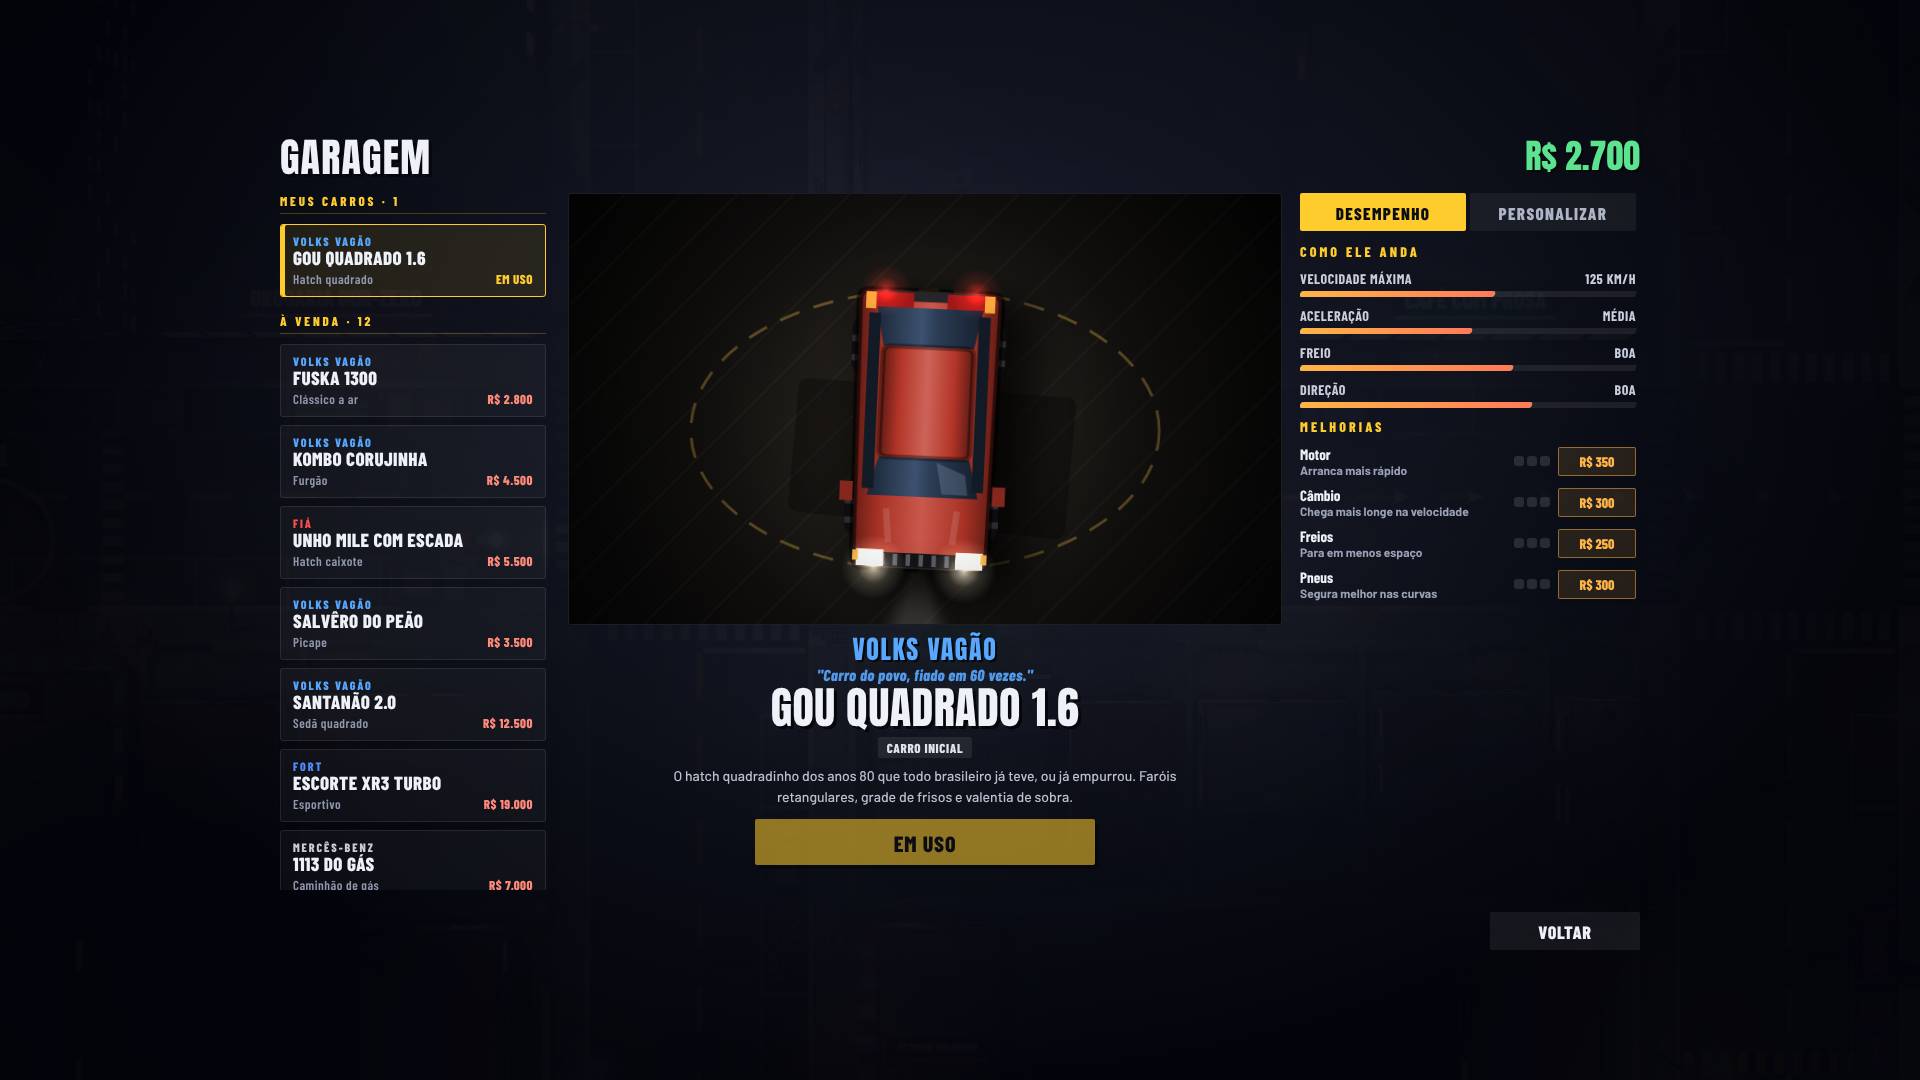 GARAGEM
R$ 2.700
MEUS CARROS · 1
VOLKS VAGÃO
GOU QUADRADO 1.6
Hatch quadrado
EM USO
À VENDA · 12
VOLKS VAGÃO
FUSKA 1300
Clássico a ar
R$ 2.800
VOLKS VAGÃO
KOMBO CORUJINHA
Furgão
R$ 4.500
FIÁ
UNHO MILE COM ESCADA
Hatch caixote
R$ 5.500
VOLKS VAGÃO
SALVÊRO DO PEÃO
Picape
R$ 3.500
VOLKS VAGÃO
SANTANÃO 2.0
Sedã quadrado
R$ 12.500
FORT
ESCORTE XR3 TURBO
Esportivo
R$ 19.000
MERCÊS-BENZ
1113 DO GÁS
Caminhão de gás
R$ 7.000
VOLKS VAGÃO
"Carro do povo, fiado em 60 vezes."
GOU QUADRADO 1.6
CARRO INICIAL
O hatch quadradinho dos anos 80 que todo brasileiro já teve, ou já empurrou. Faróis
retangulares, grade de frisos e valentia de sobra.
EM USO
DESEMPENHO
PERSONALIZAR
COMO ELE ANDA
VELOCIDADE MÁXIMA
125 KM/H
ACELERAÇÃO
MÉDIA
FREIO
BOA
DIREÇÃO
BOA
MELHORIAS
Motor
Arranca mais rápido
R$ 350
Câmbio
Chega mais longe na velocidade
R$ 300
Freios
Para em menos espaço
R$ 250
Pneus
Segura melhor nas curvas
R$ 300
VOLTAR